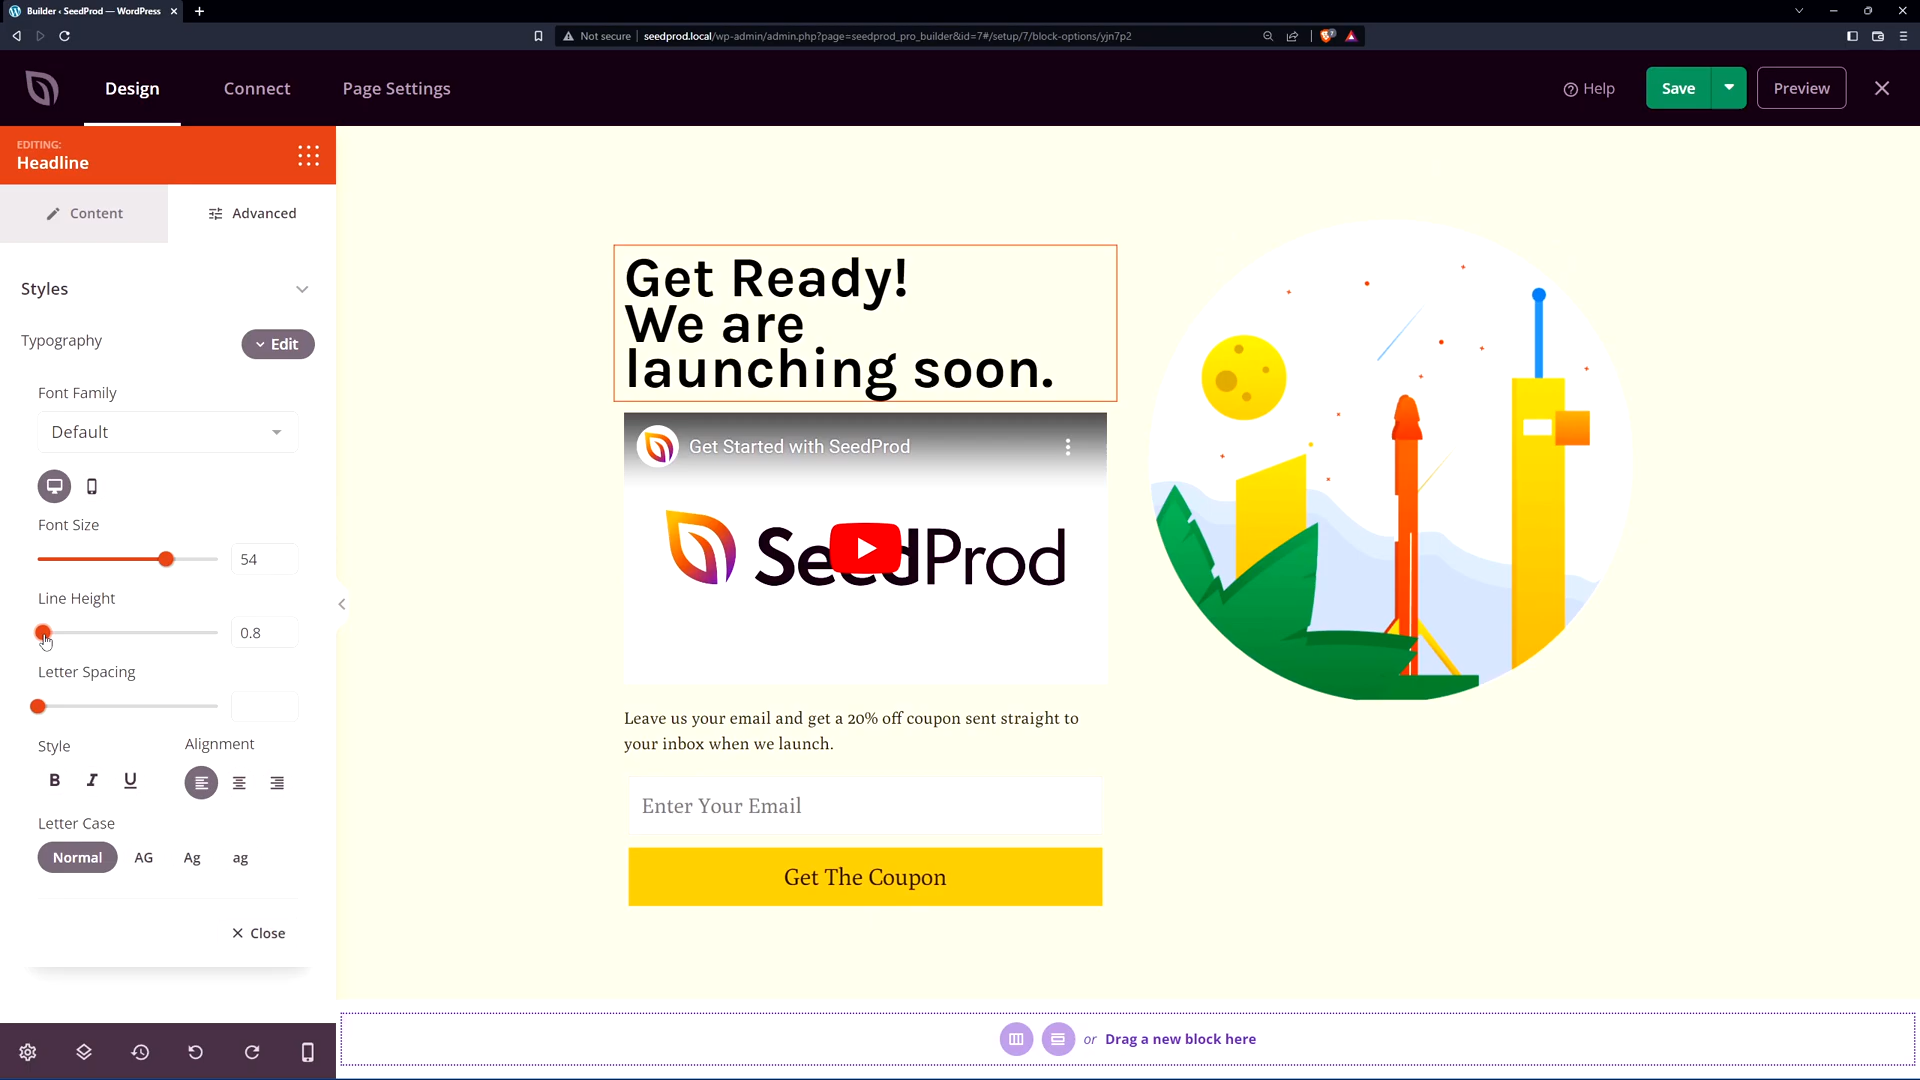 Builder ‹ SeedProd — WordPress
Not secure
seedprod.local/wp-admin/admin.php?page=seedprod_pro_builder&id=7#/setup/7/block-options/yjn7p2
Design
Connect
Page Settings
Help
Save
Preview
EDITING:
Headline
Content
Advanced
Styles
Typography
Edit
Font Family
Default
Font Size
54
Line Height
0.8
Letter Spacing
Style
Alignment
B I U
Letter Case
Normal AG Ag ag
Close
Get Ready!
We are
launching soon.
Get Started with SeedProd
SeedProd
Leave us your email and get a 20% off coupon sent straight to
your inbox when we launch.
Enter Your Email
Get The Coupon
or Drag a new block here